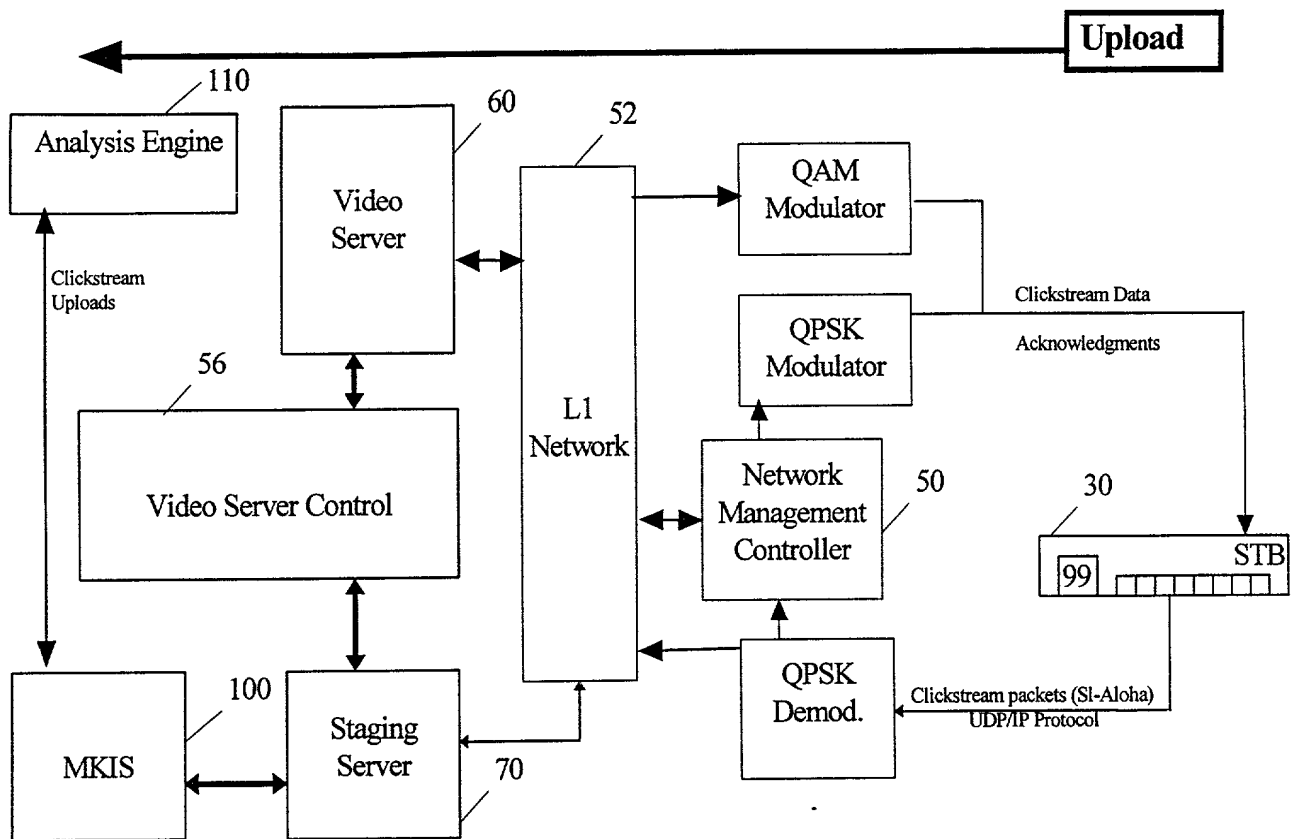 Upload
110
Analysis Engine
60
Video
Server
52
QAM
Modulator
Clickstream
Uploads
Clickstream Data
Acknowledgments
QPSK
Modulator
56
Video Server Control
L1
Network
Network
Management
Controller
50
30
STB
99
100
MKIS
Staging
Server
70
QPSK
Demod.
Clickstream packets (Sl-Aloha)
UDP/IP Protocol